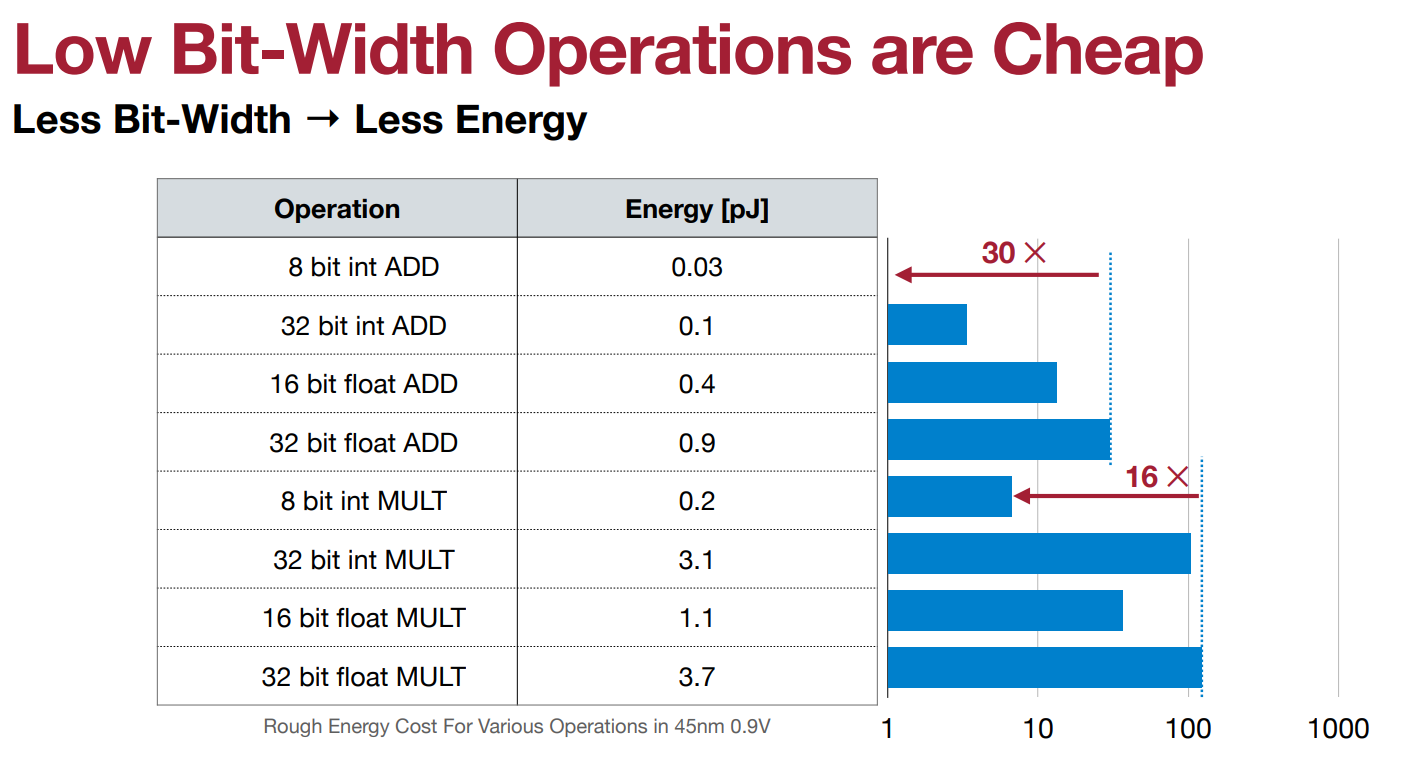 Low Bit-Width Operations are Cheap
Less Bit-Width → Less Energy
Operation Energy [pJ]
8 bit int ADD 0.03
30 ×
32 bit int ADD 0.1
16 bit float ADD 0.4
32 bit float ADD 0.9
16 ×
8 bit int MULT 0.2
32 bit int MULT 3.1
16 bit float MULT 1.1
32 bit float MULT 3.7
Rough Energy Cost For Various Operations in 45nm 0.9V
1 10 100 1000